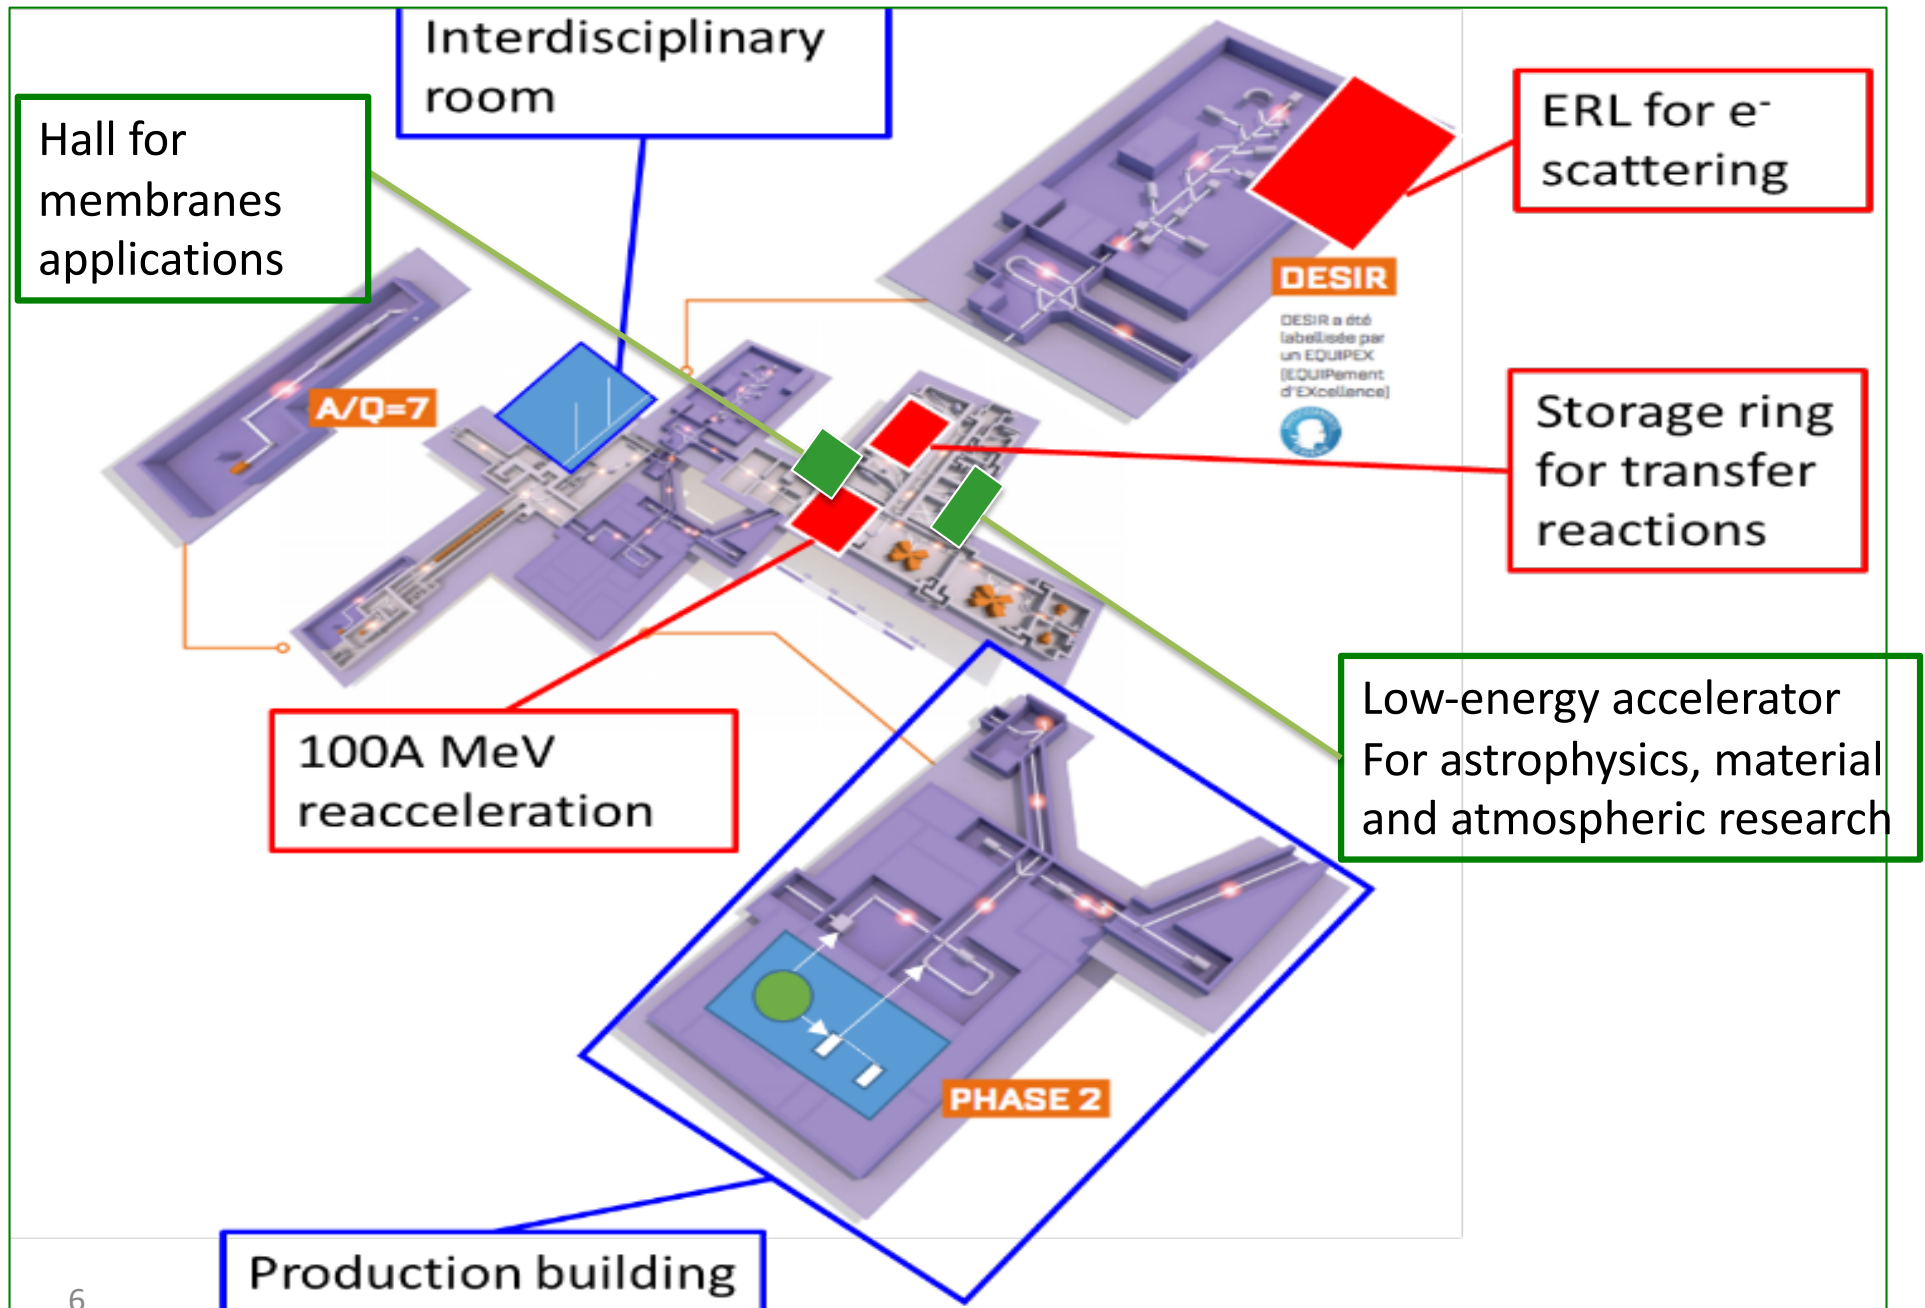 Interdisciplinary
room
Hall for
membranes
applications
ERL for e-
scattering
DESIR
DESIR a été
labellisée par
un EQUIPEX
[EQUIPement
d'EXcellence]
A/Q=7
Storage ring
for transfer
reactions
100A MeV
reacceleration
Low-energy accelerator
For astrophysics, material
and atmospheric research
PHASE 2
Production building
6